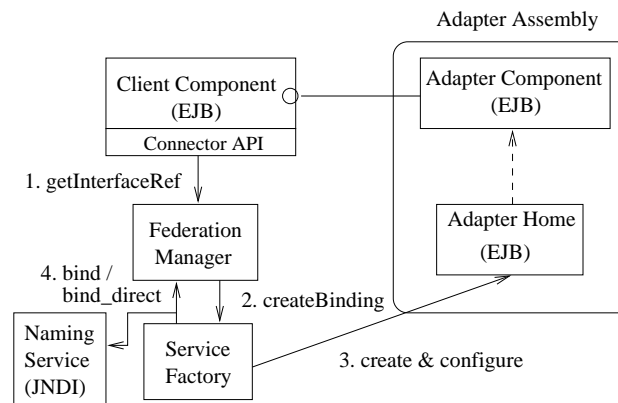 Adapter Assembly
Client Component
(EJB)
Connector API
Adapter Component
(EJB)
1. getInterfaceRef
Federation
Manager
Adapter Home
(EJB)
4. bind /
bind_direct
2. createBinding
Naming
Service
(JNDI)
Service
Factory
3. create & configure